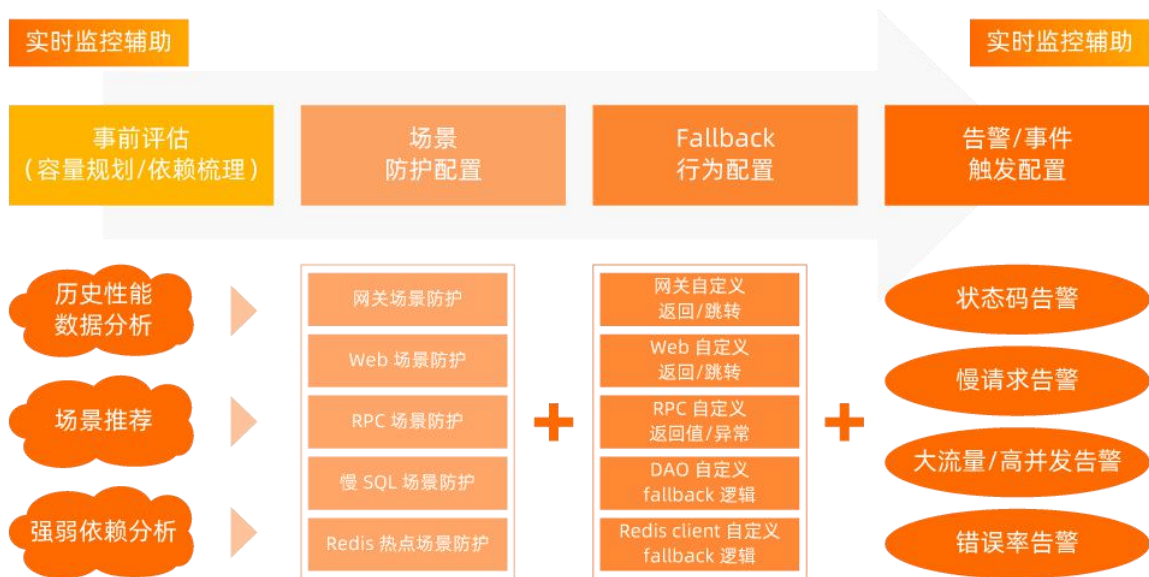 实时监控辅助
实时监控辅助
事前评估
（容量规划/依赖梳理）
场景
防护配置
Fallback
行为配置
告警/事件
触发配置
历史性能
数据分析
场景推荐
强弱依赖分析
网关场景防护
Web 场景防护
RPC 场景防护
慢 SQL 场景防护
Redis 热点场景防护
网关自定义
返回/跳转
Web 自定义
返回/跳转
RPC 自定义
返回值/异常
DAO 自定义
fallback 逻辑
Redis client 自定义
fallback 逻辑
状态码告警
慢请求告警
大流量/高并发告警
错误率告警